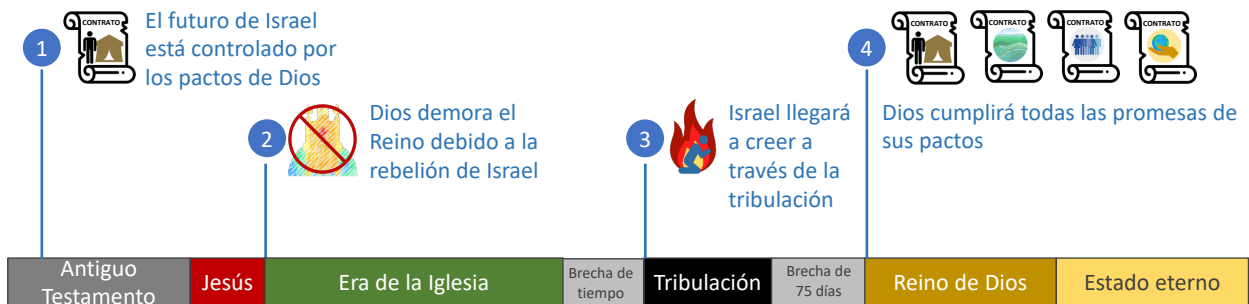 1
CONTRATO
El futuro de Israel
está controlado por
los pactos de Dios
2
Dios demora el
Reino debido a la
rebelión de Israel
3
Israel llegará
a creer a
través de la
tribulación
4
CONTRATO
CONTRATO
CONTRATO
CONTRATO
Dios cumplirá todas las promesas de
sus pactos
Antiguo
Testamento
Jesús
Era de la Iglesia
Brecha de
tiempo
Tribulación
Brecha de
75 días
Reino de Dios
Estado eterno